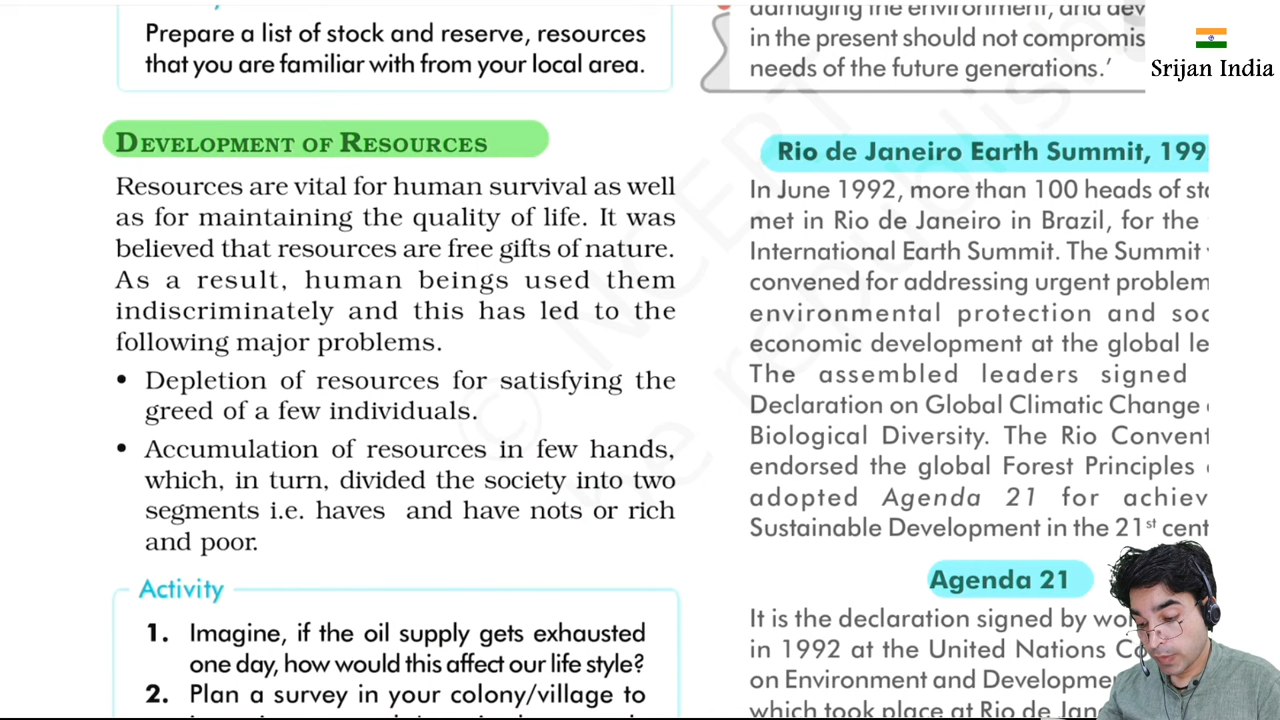 Prepare a list of stock and reserve, resources
that you are familiar with from your local area.
DEVELOPMENT OF RESOURCES
Resources are vital for human survival as well
as for maintaining the quality of life. It was
believed that resources are free gifts of nature.
As a result, human beings used them
indiscriminately and this has led to the
following major problems.
• Depletion of resources for satisfying the
greed of a few individuals.
• Accumulation of resources in few hands,
which, in turn, divided the society into two
segments i.e. haves and have nots or rich
and poor.
Activity
1. Imagine, if the oil supply gets exhausted
one day, how would this affect our life style?
2. Plan a survey in your colony/village to
damaging the environment, and dev
in the present should not compromis
needs of the future generations.'
Rio de Janeiro Earth Summit, 199
In June 1992, more than 100 heads of
met in Rio de Janeiro in Brazil, for the
International Earth Summit. The Summit
convened for addressing urgent problem
environmental protection and soc
economic development at the global le
The assembled leaders signed
Declaration on Global Climatic Change
Biological Diversity. The Rio Convent
endorsed the global Forest Principles
adopted Agenda 21 for achiev
Sustainable Development in the 21st cent
Agenda 21
It is the declaration signed by wo
in 1992 at the United Nations
on Environment and Developme
which took place at Rio de Jan
Srijan India
© NCERT
be republish